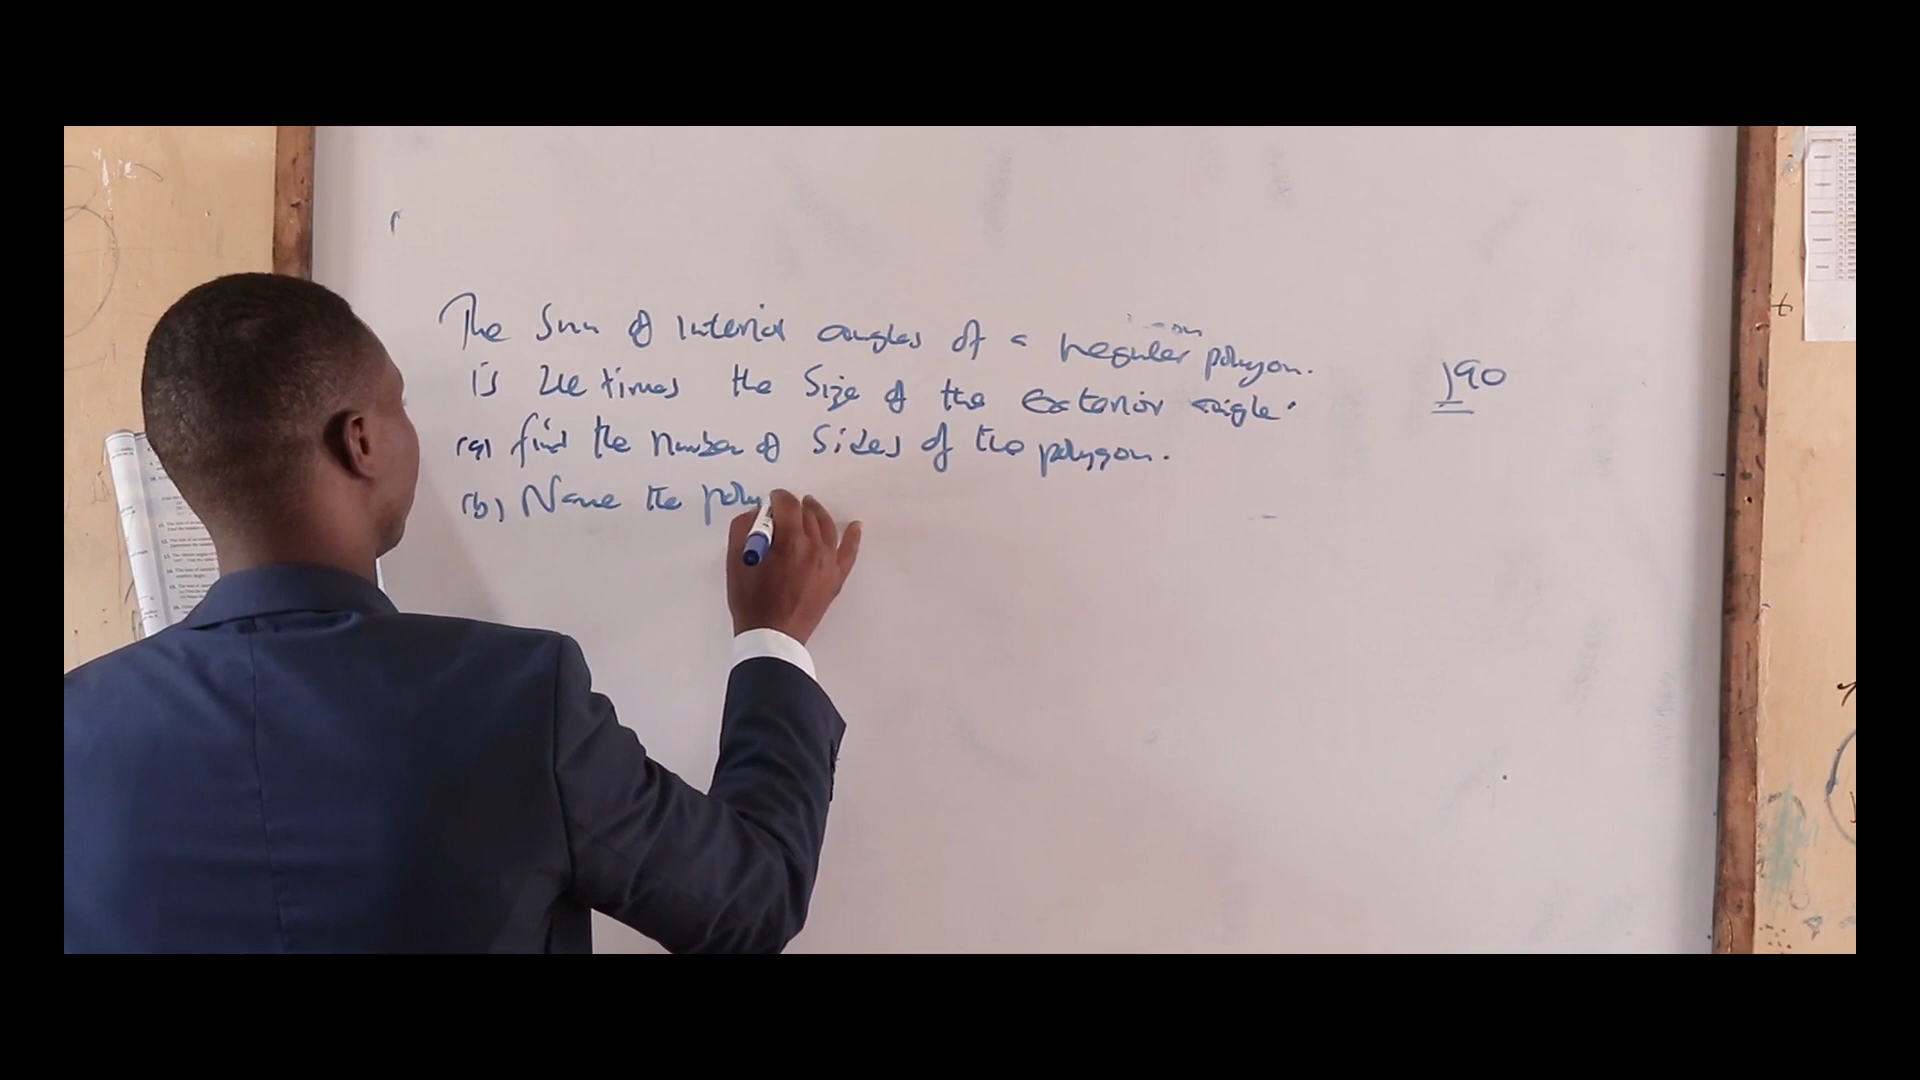 The Sum of interior angles of a regular polygon.
is times the Size of the exterior angle.
(a) find the number of Sides of the polygon.
(b) Name the poly
190